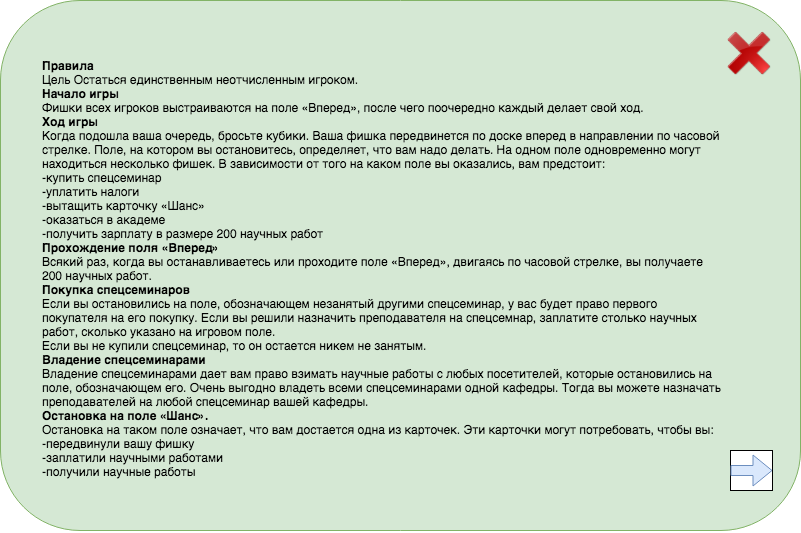 Правила
Цель Остаться единственным неотчисленным игроком.
Начало игры
Фишки всех игроков выстраиваются на поле «Вперед», после чего поочередно каждый делает свой ход.
Ход игры
Когда подошла ваша очередь, бросьте кубики. Ваша фишка передвинется по доске вперед в направлении по часовой
стрелке. Поле, на котором вы остановитесь, определяет, что вам надо делать. На одном поле одновременно могут
находиться несколько фишек. В зависимости от того на каком поле вы оказались, вам предстоит:
-купить спецсеминар
-уплатить налоги
-вытащить карточку «Шанс»
-оказаться в академе
-получить зарплату в размере 200 научных работ
Прохождение поля «Вперед»
Всякий раз, когда вы останавливаетесь или проходите поле «Вперед», двигаясь по часовой стрелке, вы получаете
200 научных работ.
Покупка спецсеминаров
Если вы остановились на поле, обозначающем незанятый другими спецсеминар, у вас будет право первого
покупателя на его покупку. Если вы решили назначить преподавателя на спецсемнар, заплатите столько научных
работ, сколько указано на игровом поле.
Если вы не купили спецсеминар, то он остается никем не занятым.
Владение спецсеминарами
Владение спецсеминарами дает вам право взимать научные работы с любых посетителей, которые остановились на
поле, обозначающем его. Очень выгодно владеть всеми спецсеминарами одной кафедры. Тогда вы можете назначать
преподавателей на любой спецсеминар вашей кафедры.
Остановка на поле «Шанс».
Остановка на таком поле означает, что вам достается одна из карточек. Эти карточки могут потребовать, чтобы вы:
-передвинули вашу фишку
-заплатили научными работами
-получили научные работы